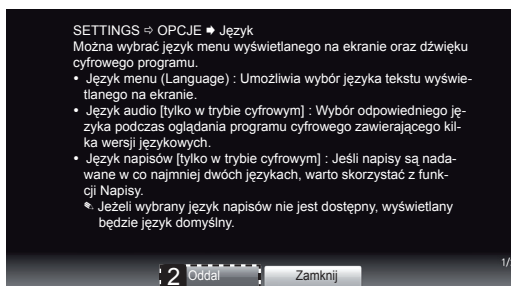 SETTINGS ⇨ OPCJE ➡ Język
Można wybrać język menu wyświetlanego na ekranie oraz dźwięku
cyfrowego programu.
• Język menu (Language) : Umożliwia wybór języka tekstu wyświe-
tlanego na ekranie.
• Język audio [tylko w trybie cyfrowym] : Wybór odpowiedniego ję-
zyka podczas oglądania programu cyfrowego zawierającego kil-
ka wersji językowych.
• Język napisów [tylko w trybie cyfrowym] : Jeśli napisy są nada-
wane w co najmniej dwóch językach, warto skorzystać z funk-
cji Napisy.
✎ Jeżeli wybrany język napisów nie jest dostępny, wyświetlany
będzie język domyślny.
1/
2 Oddal Zamknij